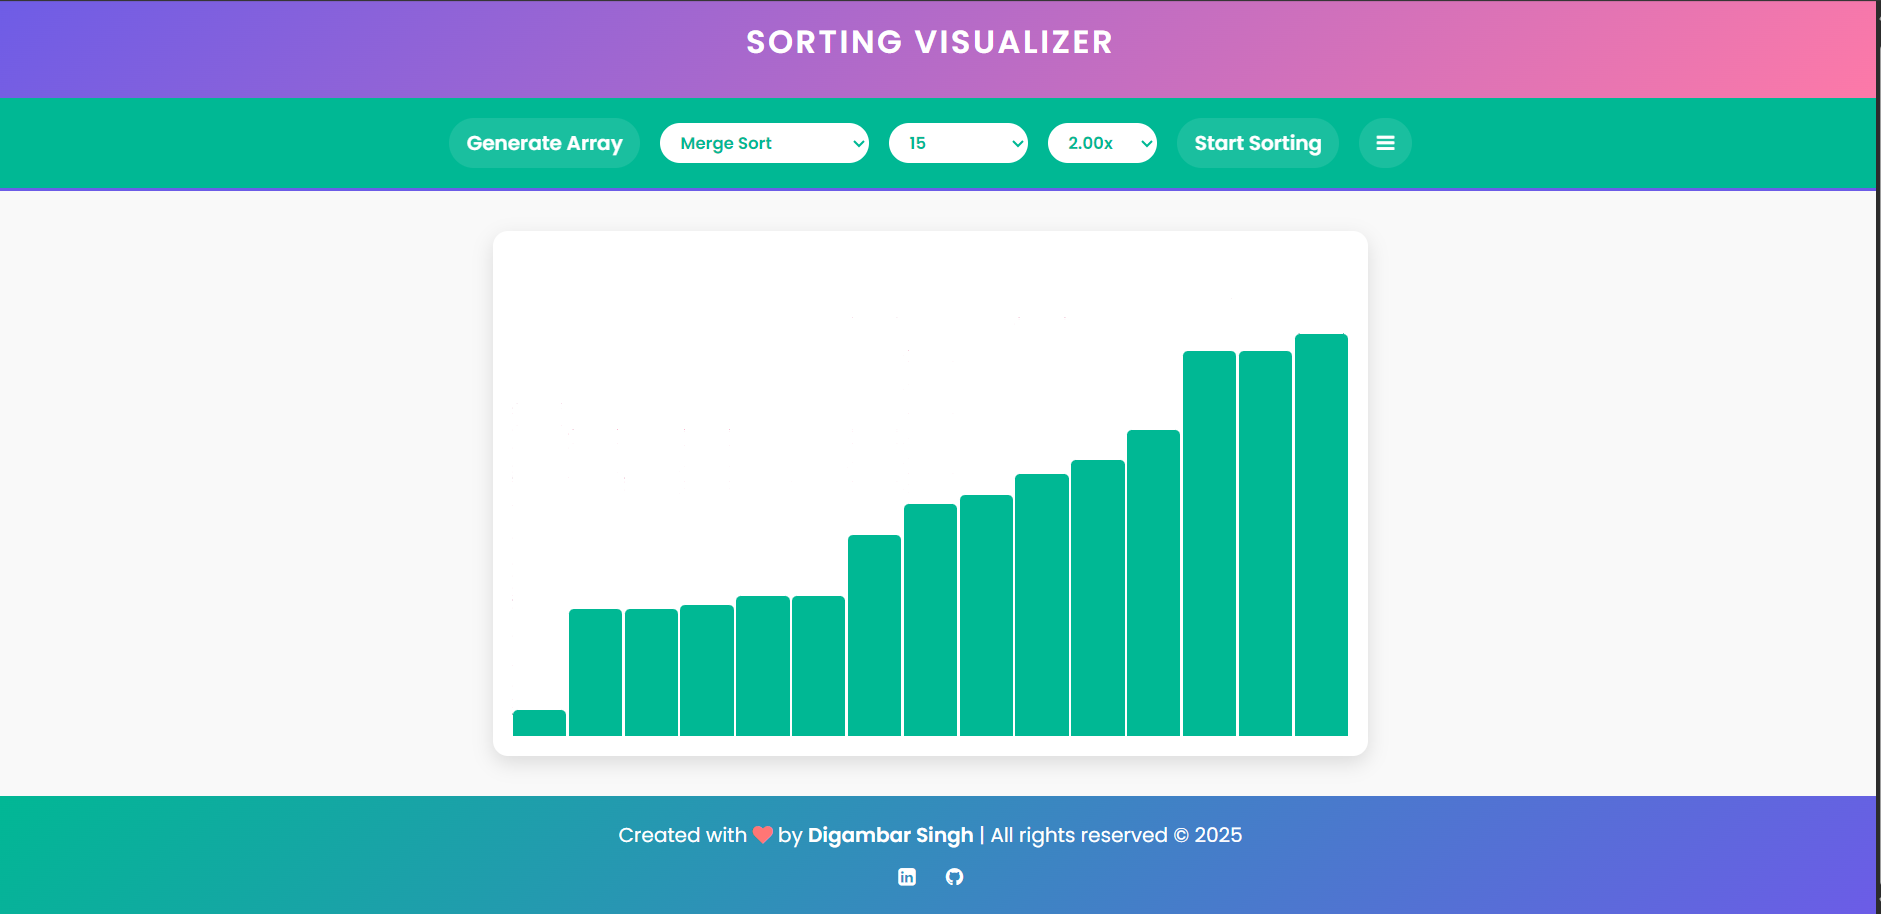 SORTING VISUALIZER
Generate Array
Merge Sort
15
2.00x
Start Sorting
Created with ❤ by Digambar Singh | All rights reserved © 2025
in